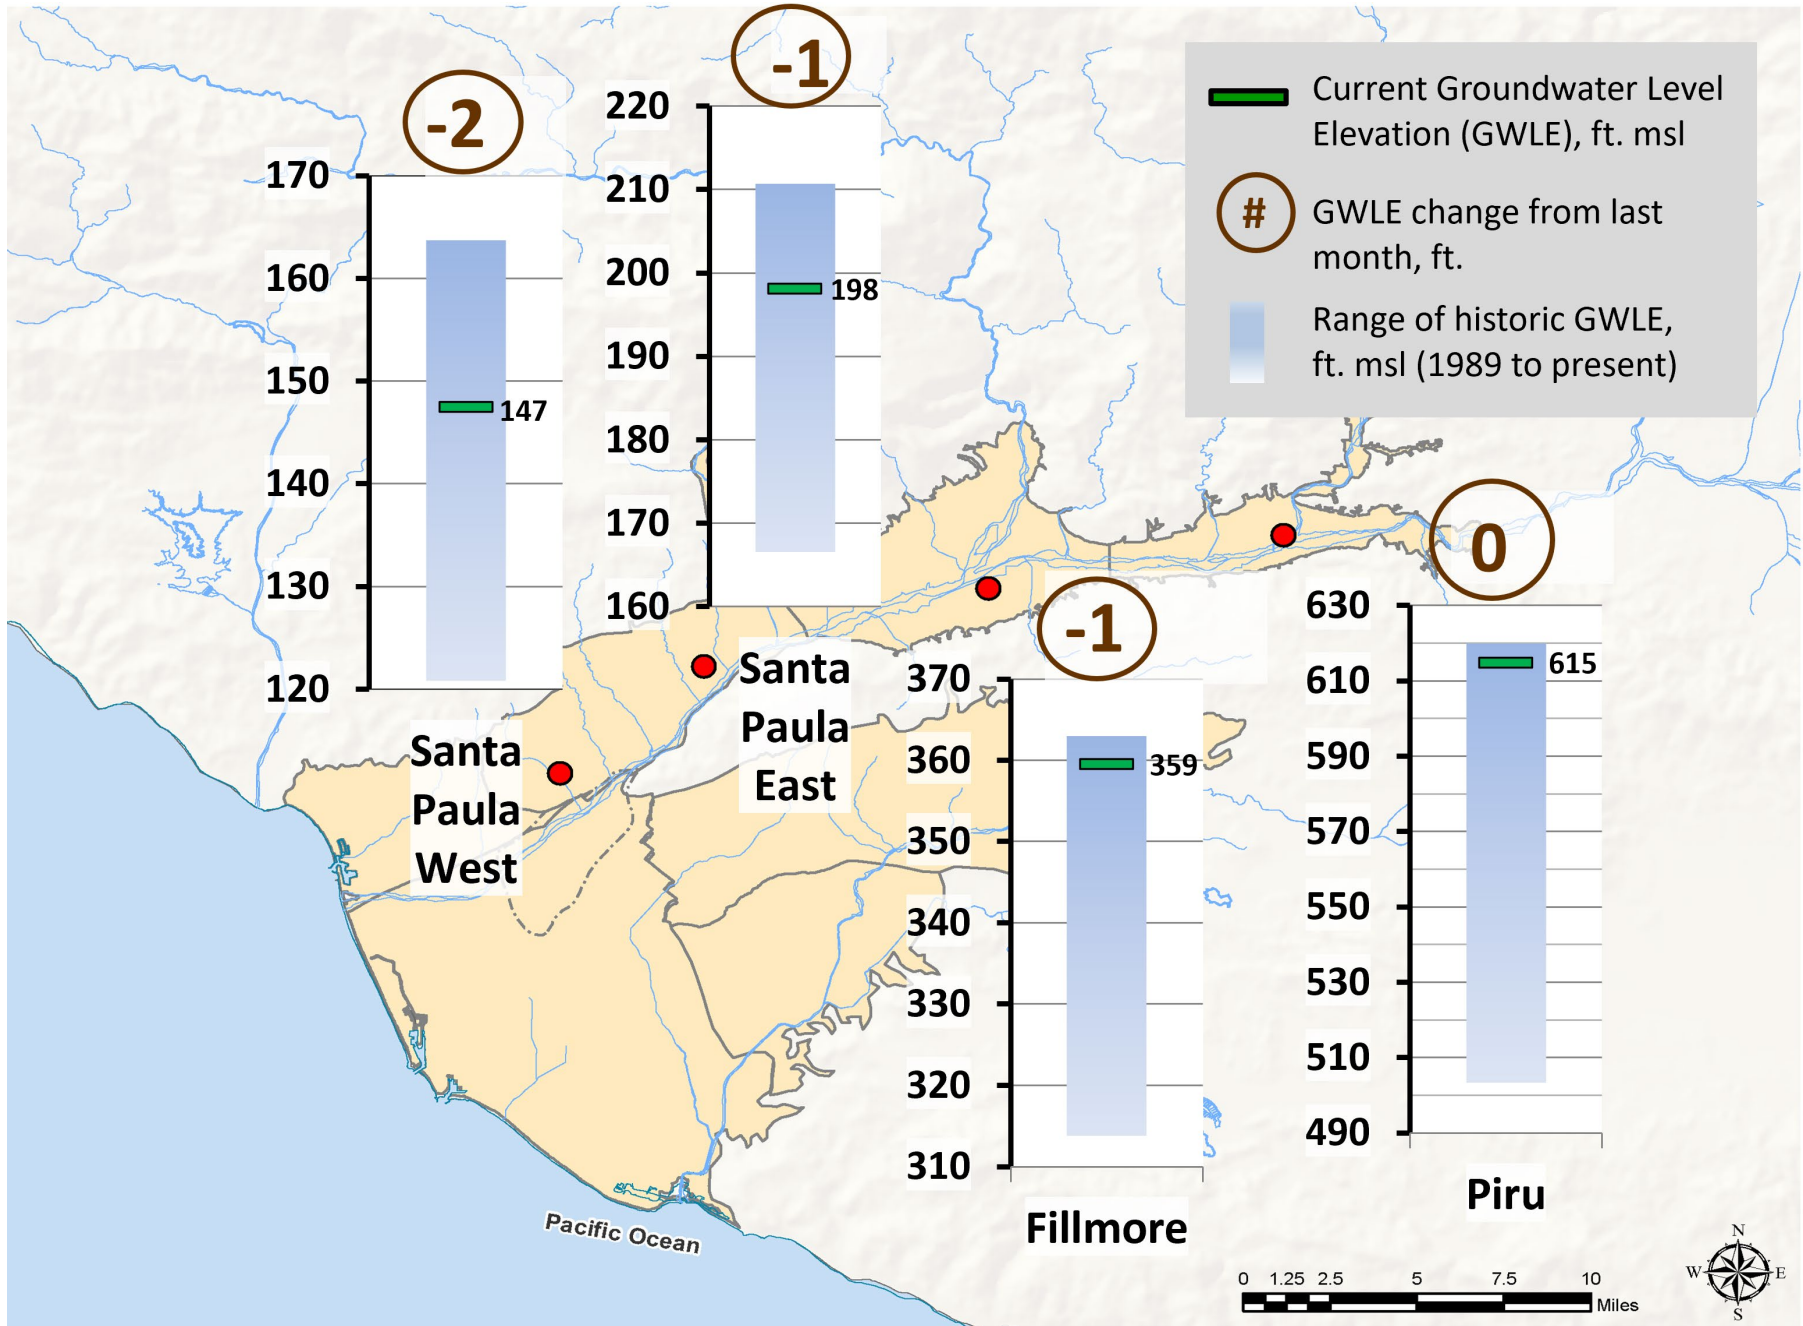 -2
170
160
150
140
130
120
147
Santa
Paula
West
-1
220
210
200
190
180
170
160
198
Santa
Paula
East
-1
370
360
350
340
330
320
310
359
Fillmore
0
630
610
590
570
550
530
510
490
615
Piru
Current Groundwater Level
Elevation (GWLE), ft. msl
# GWLE change from last
month, ft.
Range of historic GWLE,
ft. msl (1989 to present)
Pacific Ocean
0 1.25 2.5 5 7.5 10
Miles
N
W E
S